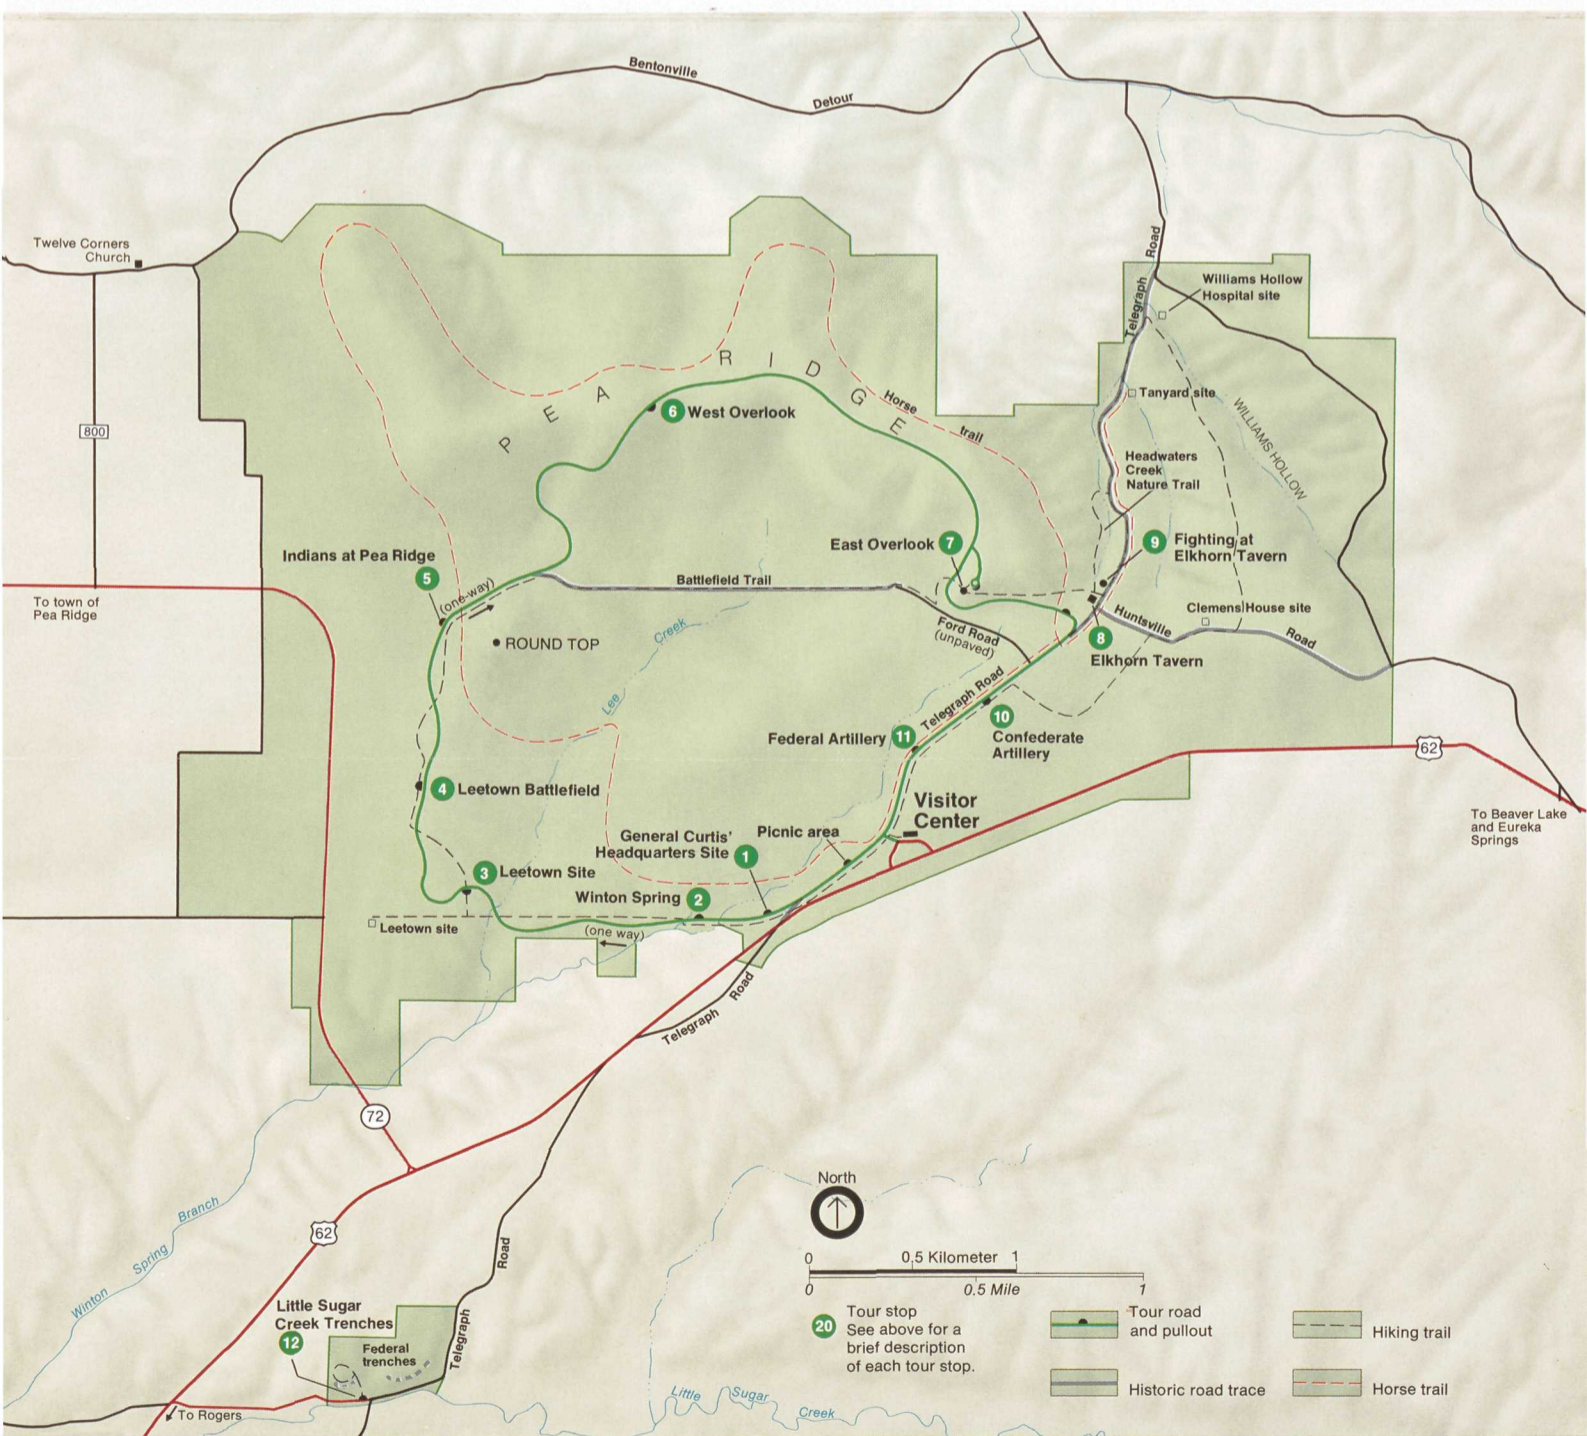 Bentonville
Detour
Twelve Corners
Church
Telegraph Road
Williams Hollow
Hospital site
Telegraph
Tanyard site
WILLIAMS HOLLOW
Headwaters
Creek
Nature Trail
PEA RIDGE
Horse
trail
800
6 West Overlook
Indians at Pea Ridge
5
(one-way)
To town of
Pea Ridge
ROUND TOP
Battlefield Trail
East Overlook 7
9 Fighting at
Elkhorn Tavern
Ford Road
(unpaved)
Huntsville
Road
Clemens House site
8
Elkhorn Tavern
Lee
Creek
Telegraph Road
Federal Artillery 11
10
Confederate
Artillery
62
To Beaver Lake
and Eureka
Springs
4 Leetown Battlefield
Visitor
Center
Picnic area
General Curtis'
Headquarters Site 1
3 Leetown Site
Winton Spring 2
Leetown site
(one way)
Telegraph Road
72
62
Winton Spring Branch
Telegraph Road
Little Sugar
Creek Trenches
12
Federal
trenches
To Rogers
Little Sugar Creek
North
0 0.5 Kilometer 1
0 0.5 Mile 1
20
Tour stop
See above for a
brief description
of each tour stop.
Tour road
and pullout
Historic road trace
Hiking trail
Horse trail